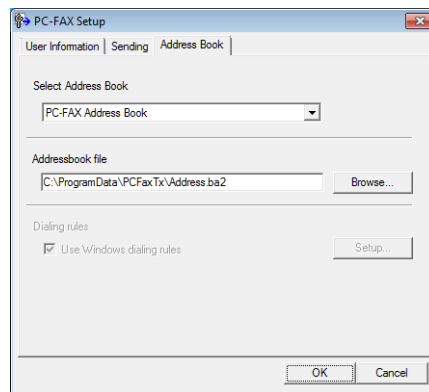 PC-FAX Setup
User Information Sending Address Book
Select Address Book
PC-FAX Address Book
Addressbook file
C:\ProgramData\PCFaxTx\Address.ba2 Browse...
Dialing rules
Use Windows dialing rules Setup...
OK Cancel